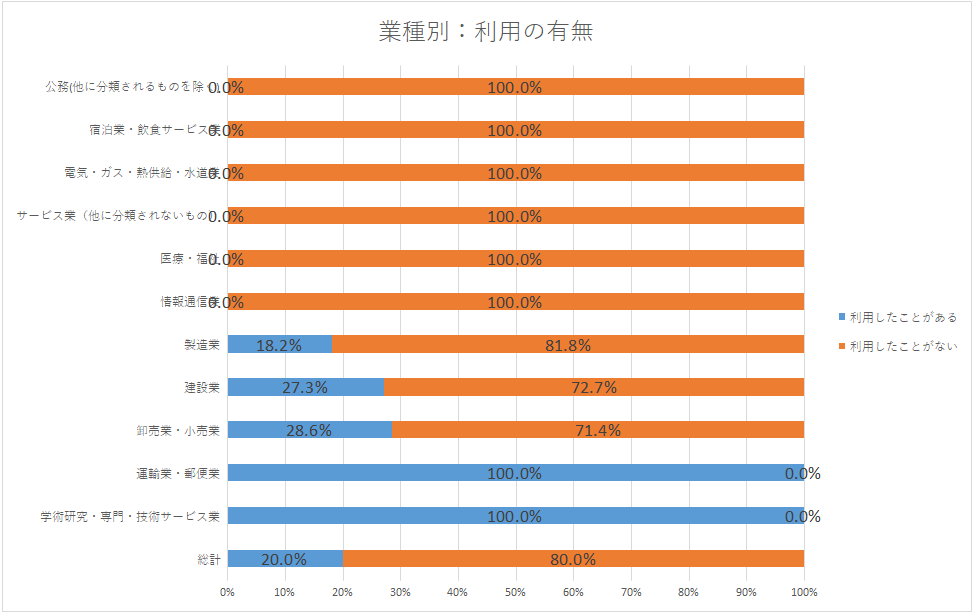 業種別：利用の有無
公務(他に分類されるものを除く) 0.0% 100.0%
宿泊業・飲食サービス業 0.0% 100.0%
電気・ガス・熱供給・水道業 0.0% 100.0%
サービス業（他に分類されないもの） 0.0% 100.0%
医療・福祉 0.0% 100.0%
情報通信業 0.0% 100.0%
製造業 18.2% 81.8%
建設業 27.3% 72.7%
卸売業・小売業 28.6% 71.4%
運輸業・郵便業 100.0% 0.0%
学術研究・専門・技術サービス業 100.0% 0.0%
総計 20.0% 80.0%
0% 10% 20% 30% 40% 50% 60% 70% 80% 90% 100%
利用したことがある
利用したことがない